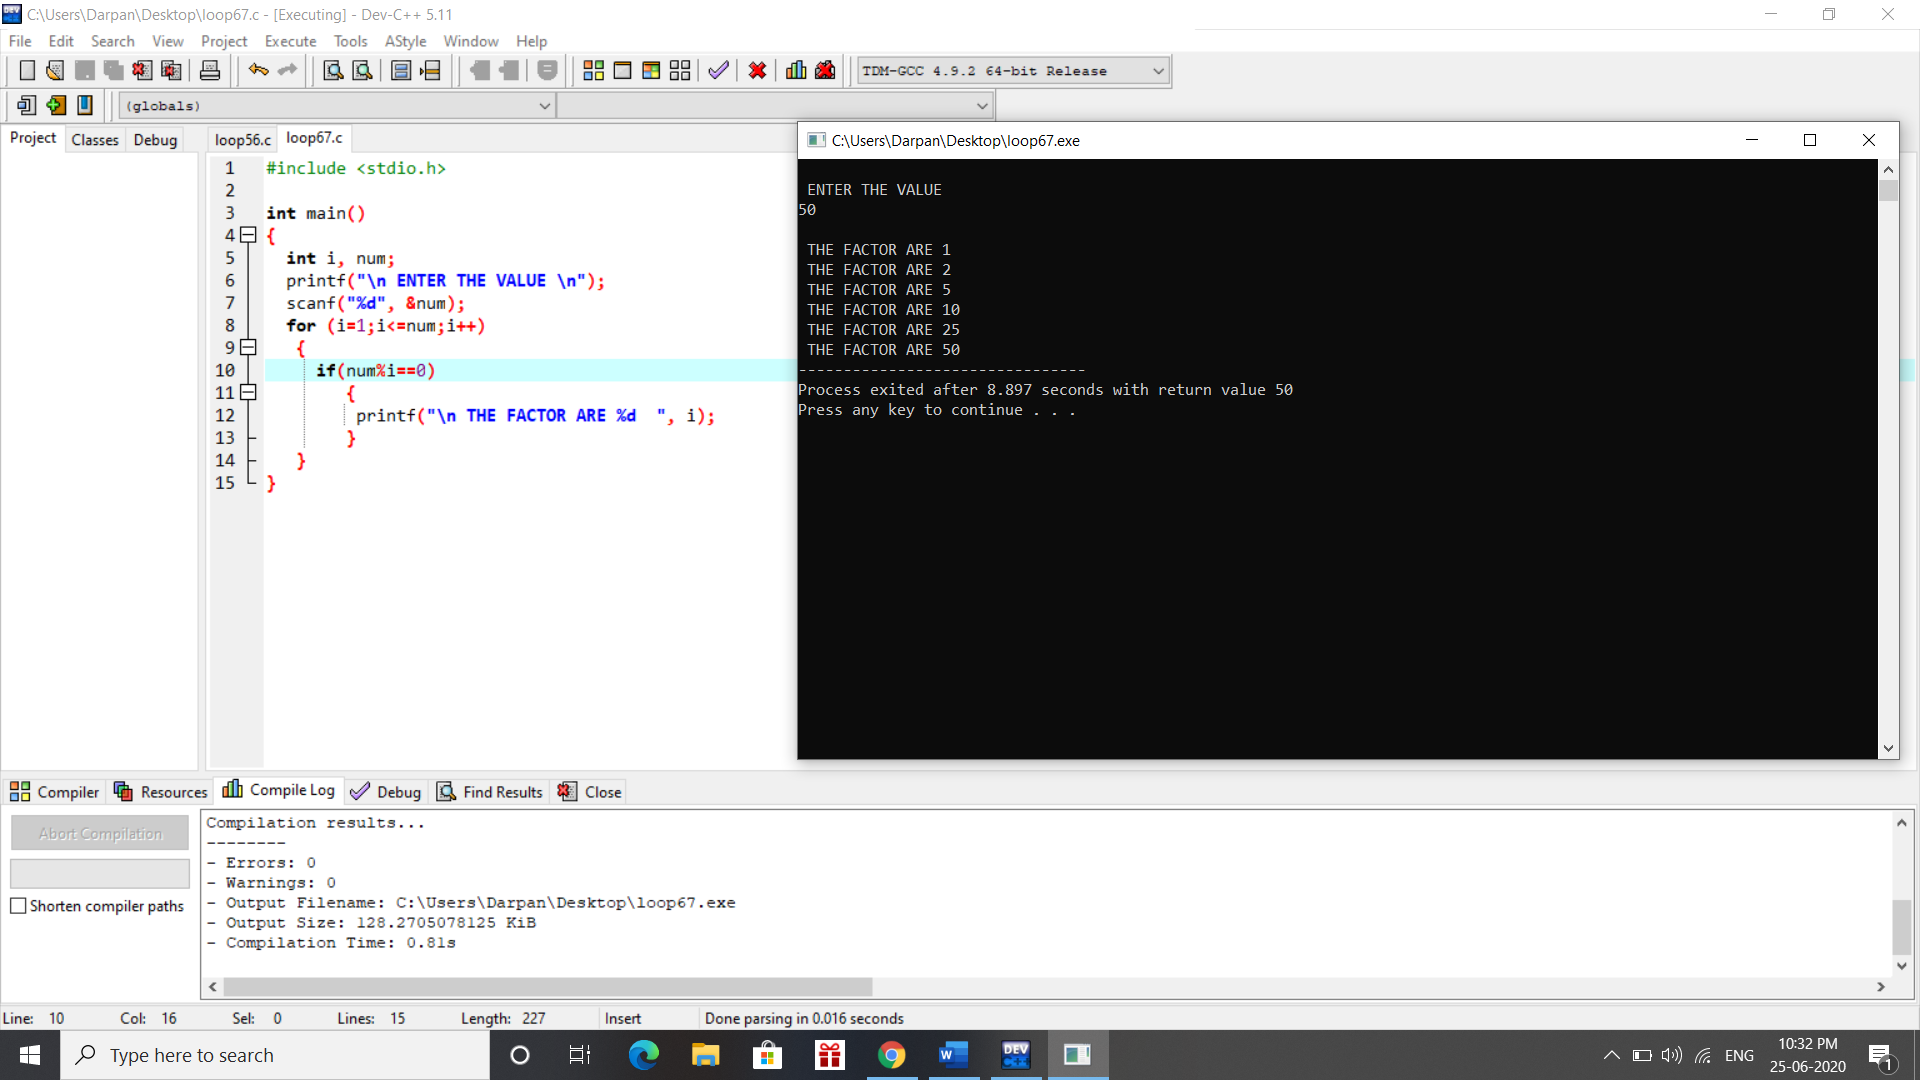 C:\Users\Darpan\Desktop\loop67.c - [Executing] - Dev-C++ 5.11
File Edit Search View Project Execute Tools AStyle Window Help
TDM-GCC 4.9.2 64-bit Release
(globals)
Project Classes Debug
loop56.c loop67.c
1 #include <stdio.h>
2
3 int main()
4 {
5 int i, num;
6 printf("\n ENTER THE VALUE \n");
7 scanf("%d", &num);
8 for (i=1;i<=num;i++)
9 {
10 if(num%i==0)
11 {
12 printf("\n THE FACTOR ARE %d  ", i);
13 }
14 }
15 }
C:\Users\Darpan\Desktop\loop67.exe
ENTER THE VALUE
50
THE FACTOR ARE 1
THE FACTOR ARE 2
THE FACTOR ARE 5
THE FACTOR ARE 10
THE FACTOR ARE 25
THE FACTOR ARE 50
--------------------------------
Process exited after 8.897 seconds with return value 50
Press any key to continue . . .
Compiler Resources Compile Log Debug Find Results Close
Abort Compilation
Shorten compiler paths
Compilation results...
--------
- Errors: 0
- Warnings: 0
- Output Filename: C:\Users\Darpan\Desktop\loop67.exe
- Output Size: 128.2705078125 KiB
- Compilation Time: 0.81s
Line: 10 Col: 16 Sel: 0 Lines: 15 Length: 227 Insert Done parsing in 0.016 seconds
Type here to search
W
DEV
ENG
10:32 PM
25-06-2020
1